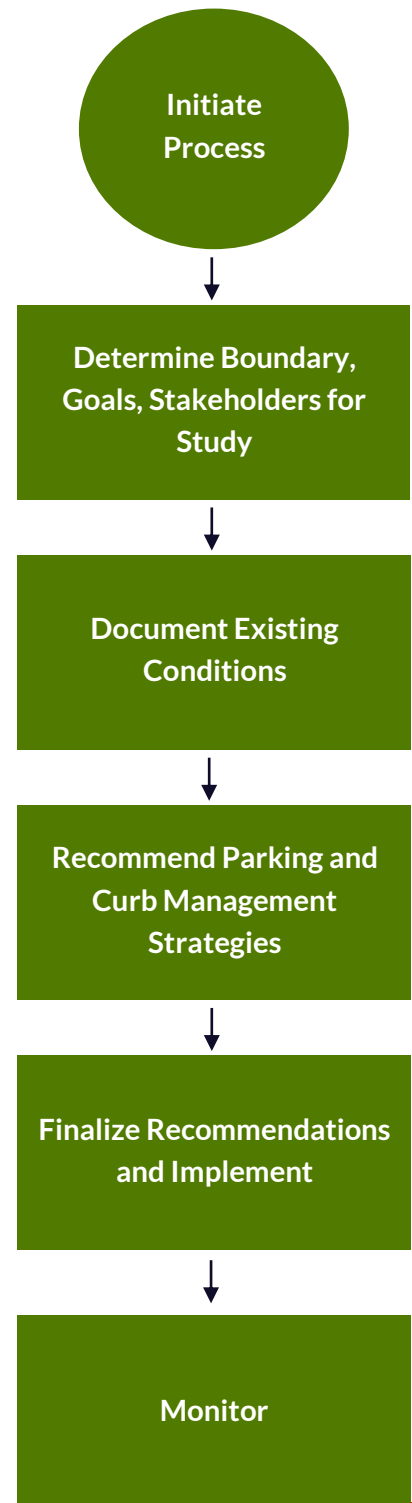 Initiate
Process
Determine Boundary,
Goals, Stakeholders for
Study
Document Existing
Conditions
Recommend Parking and
Curb Management
Strategies
Finalize Recommendations
and Implement
Monitor